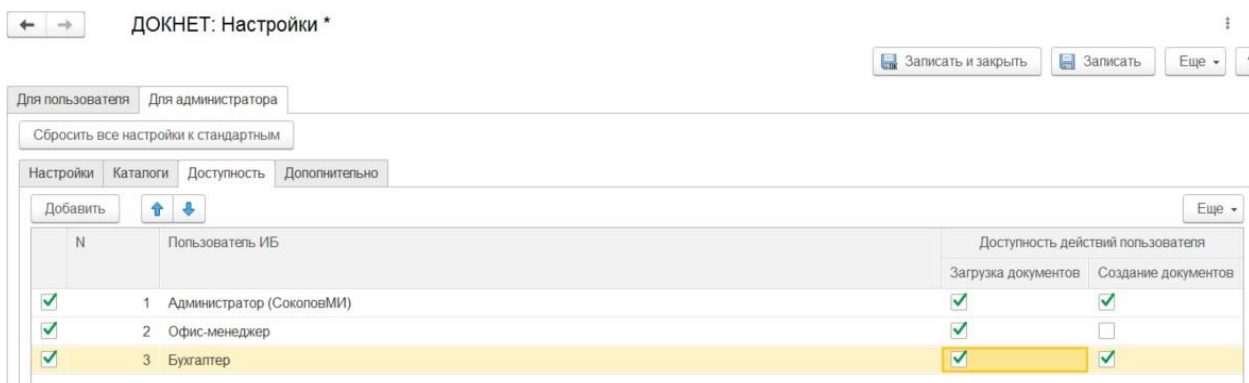 ДОКНЕТ: Настройки *
Записать и закрыть Записать Еще
Для пользователя Для администратора
Сбросить все настройки к стандартным
Настройки Каталоги Доступность Дополнительно
Добавить Еще
N Пользователь ИБ Доступность действий пользователя
Загрузка документов Создание документов
1 Администратор (СоколовМИ)
2 Офис-менеджер
3 Бухгалтер